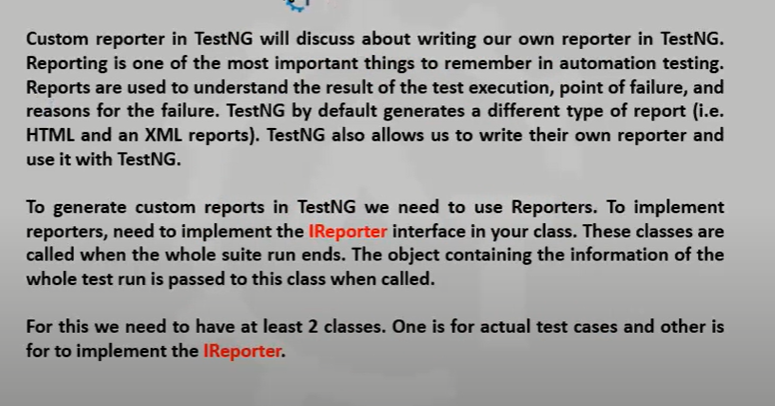 Custom reporter in TestNG will discuss about writing our own reporter in TestNG.
Reporting is one of the most important things to remember in automation testing.
Reports are used to understand the result of the test execution, point of failure, and
reasons for the failure. TestNG by default generates a different type of report (i.e.
HTML and an XML reports). TestNG also allows us to write their own reporter and
use it with TestNG.
To generate custom reports in TestNG we need to use Reporters. To implement
reporters, need to implement the IReporter interface in your class. These classes are
called when the whole suite run ends. The object containing the information of the
whole test run is passed to this class when called.
For this we need to have at least 2 classes. One is for actual test cases and other is
for to implement the IReporter.